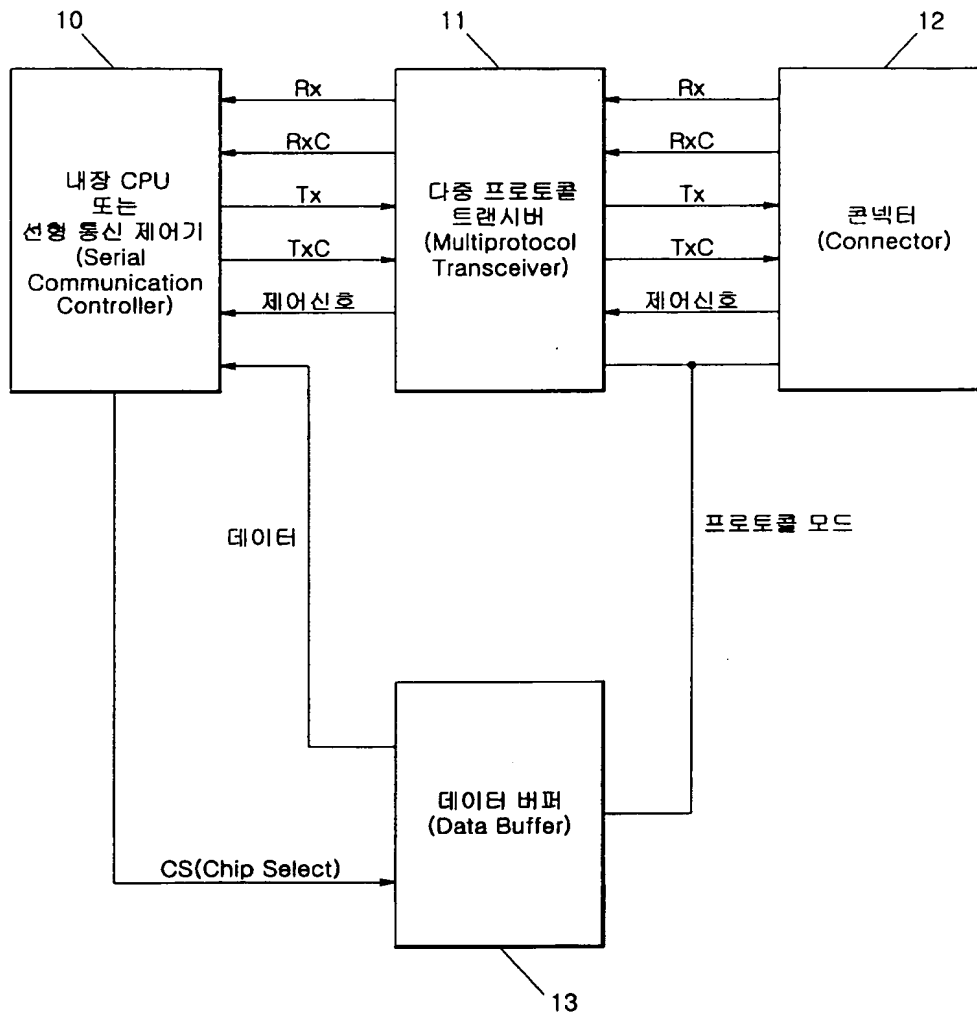 10
11
12
내장 CPU
또는
선형 통신 제어기
(Serial
Communication
Controller)
Rx
RxC
Tx
TxC
제어신호
다중 프로토콜
트랜시버
(Multiprotocol
Transceiver)
Rx
RxC
Tx
TxC
제어신호
콘넥터
(Connector)
데이터
프로토콜 모드
데이터 버퍼
(Data Buffer)
CS(Chip Select)
13